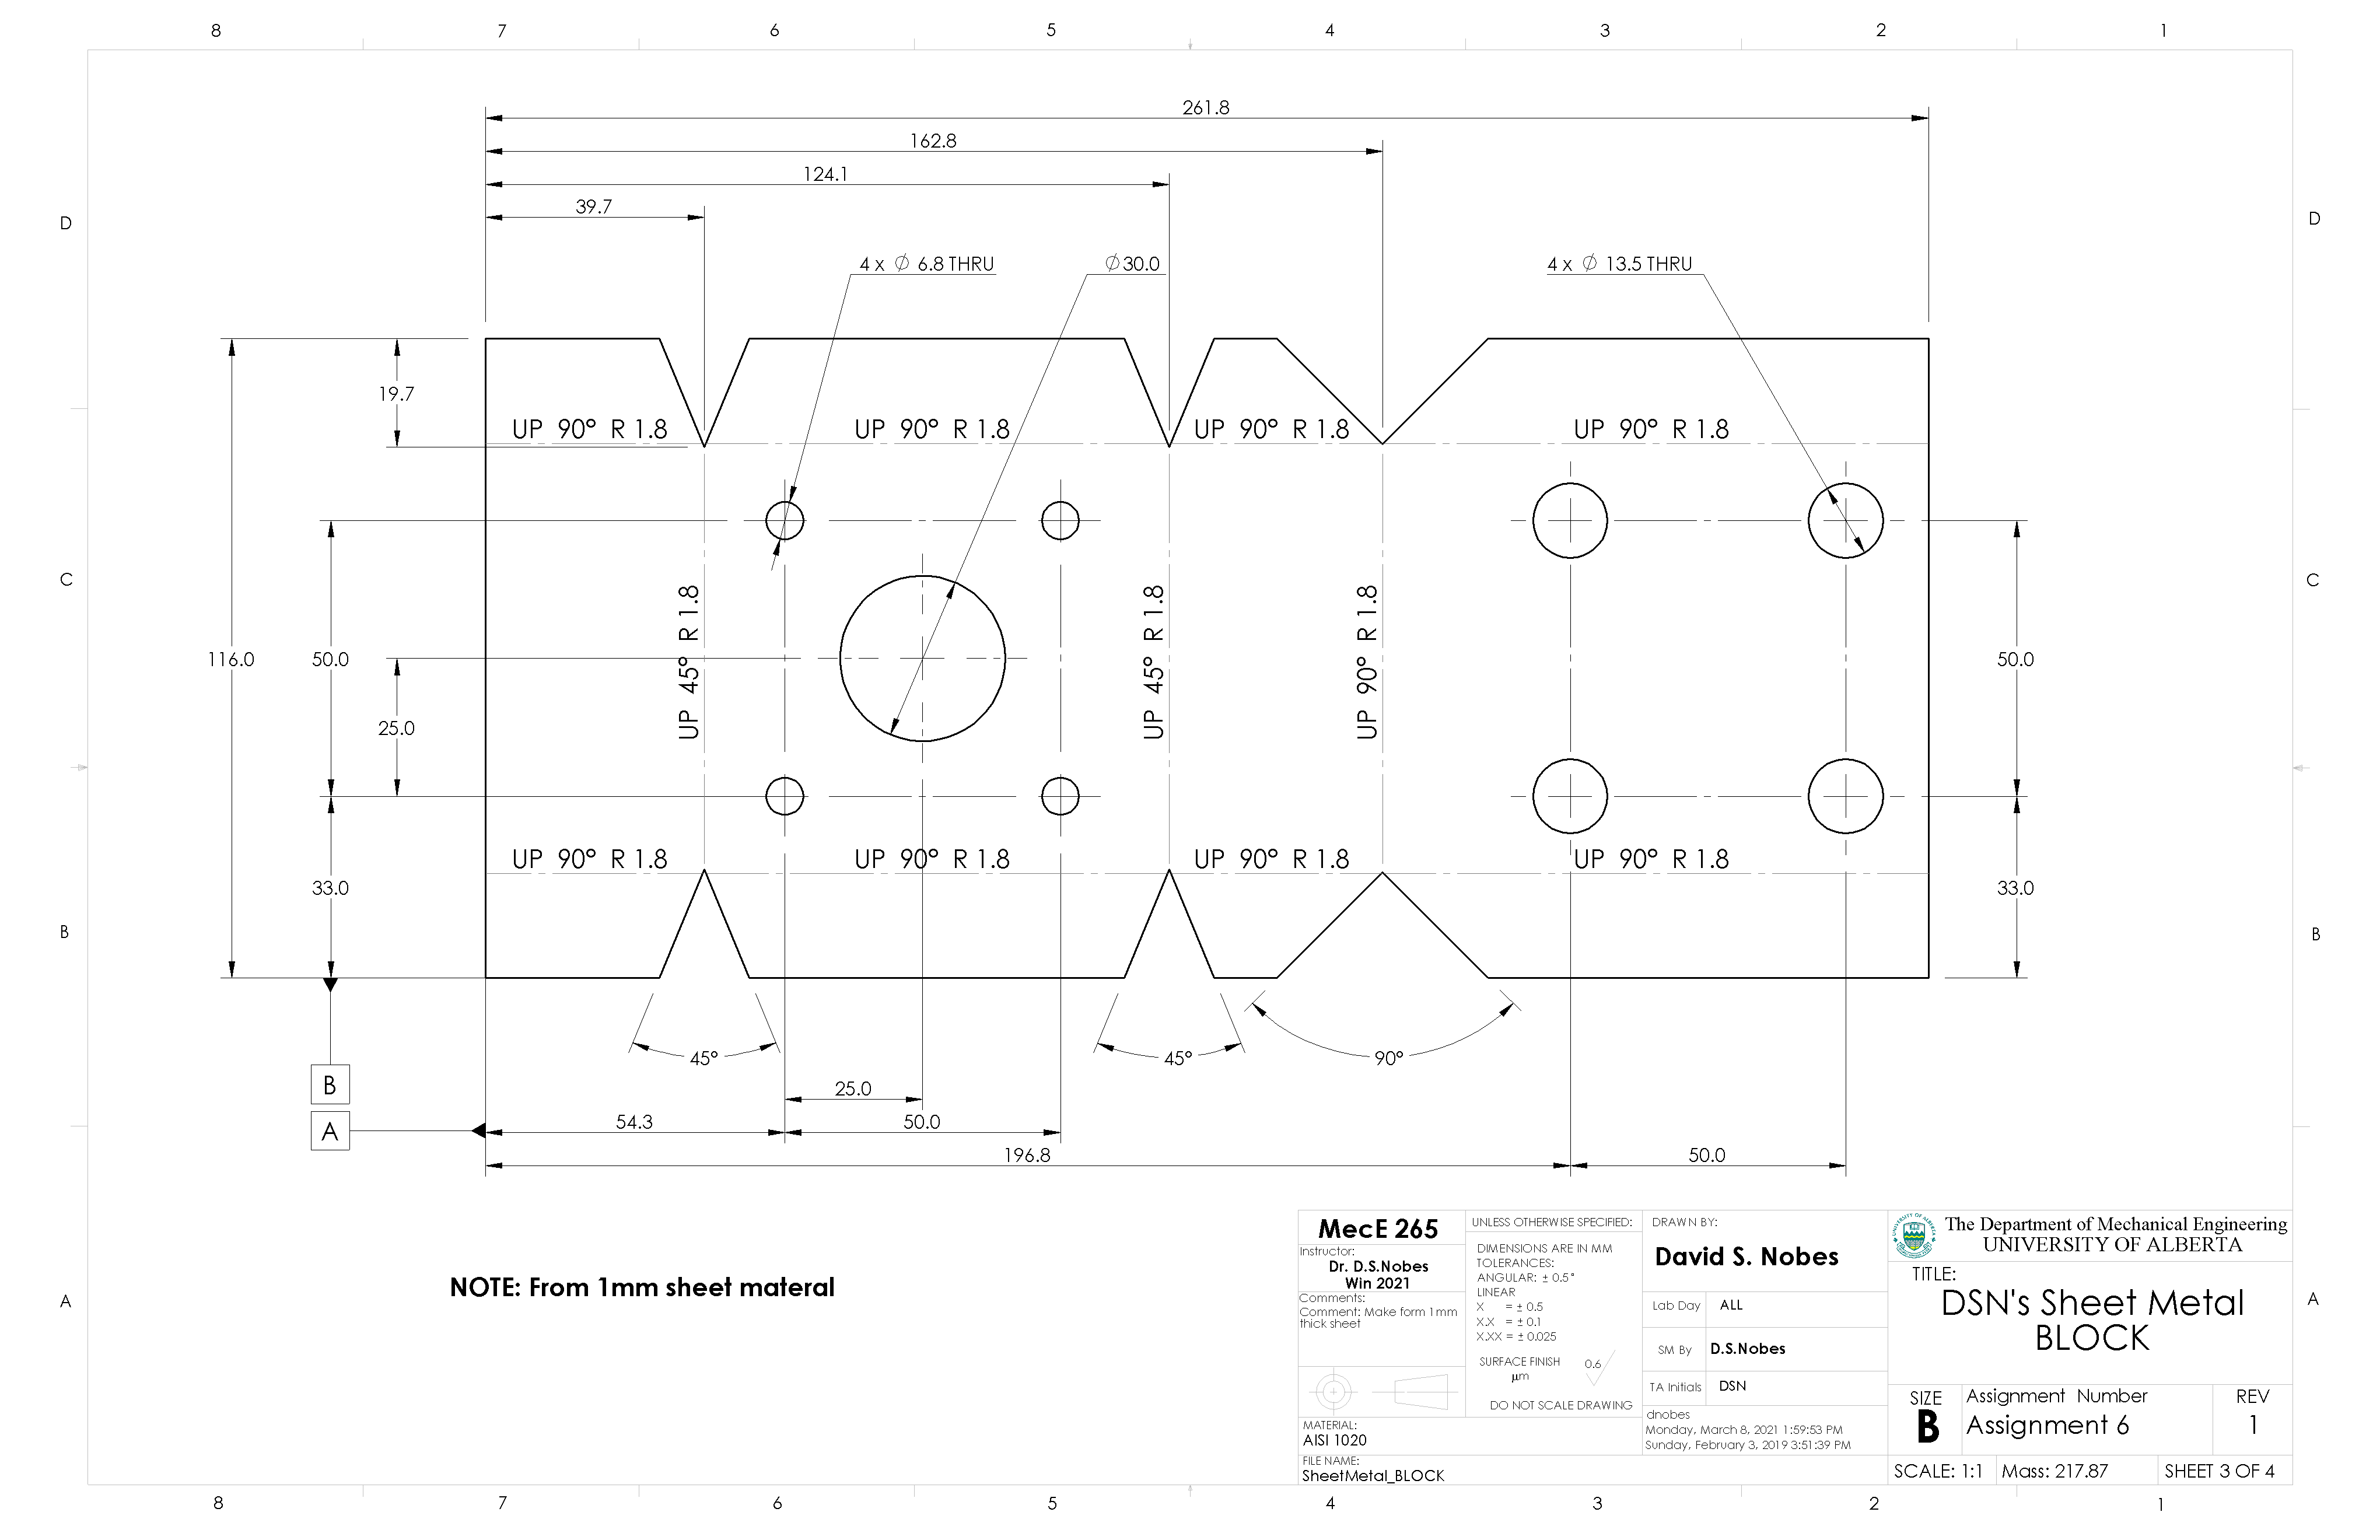 8 7 6 5 4 3 2 1
261.8
162.8
124.1
39.7
D D
4 x ∅ 6.8 THRU ∅30.0 4 x ∅ 13.5 THRU
19.7
UP 90° R 1.8 UP 90° R 1.8 UP 90° R 1.8 UP 90° R 1.8
C C
UP 45° R 1.8 UP 45° R 1.8 UP 90° R 1.8
116.0 50.0 50.0
25.0
UP 90° R 1.8 UP 90° R 1.8 UP 90° R 1.8 UP 90° R 1.8
33.0 33.0
B B
45° 45° 90°
B
25.0
A
54.3 50.0
196.8 50.0
NOTE: From 1mm sheet materal
A A
MecE 265
Instructor:
Dr. D.S.Nobes
Win 2021
Comments:
Comment: Make form 1mm
thick sheet
MATERIAL:
AISI 1020
FILE NAME:
SheetMetal_BLOCK
UNLESS OTHERWISE SPECIFIED:
DIMENSIONS ARE IN MM
TOLERANCES:
ANGULAR: ± 0.5°
LINEAR
X = ± 0.5
X.X = ± 0.1
X.XX = ± 0.025
SURFACE FINISH 0.6
µm
DO NOT SCALE DRAWING
DRAWN BY:
David S. Nobes
Lab Day ALL
SM By D.S.Nobes
TA Initials DSN
dnobes
Monday, March 8, 2021 1:59:53 PM
Sunday, February 3, 2019 3:51:39 PM
The Department of Mechanical Engineering
UNIVERSITY OF ALBERTA
TITLE:
DSN's Sheet Metal
BLOCK
SIZE
B
Assignment Number
Assignment 6
REV
1
SCALE: 1:1 Mass: 217.87 SHEET 3 OF 4
8 7 6 5 4 3 2 1